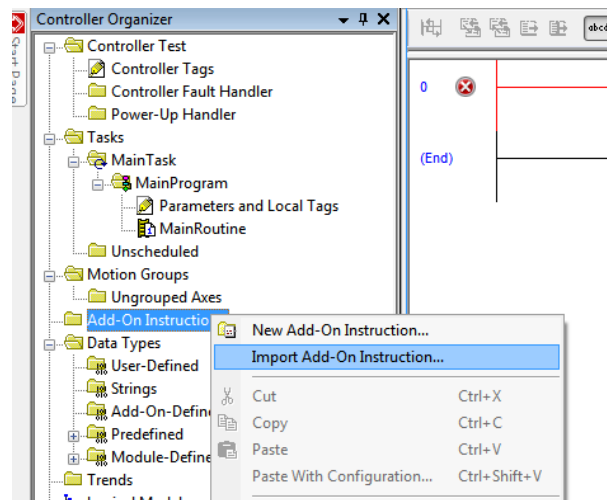 Controller Organizer
Start Page
Controller Test
Controller Tags
Controller Fault Handler
Power-Up Handler
Tasks
MainTask
MainProgram
Parameters and Local Tags
MainRoutine
Unscheduled
Motion Groups
Ungrouped Axes
Add-On Instructio
Data Types
User-Defined
Strings
Add-On-Define
Predefined
Module-Define
Trends
abcd
0
(End)
New Add-On Instruction...
Import Add-On Instruction...
Cut Ctrl+X
Copy Ctrl+C
Paste Ctrl+V
Paste With Configuration... Ctrl+Shift+V